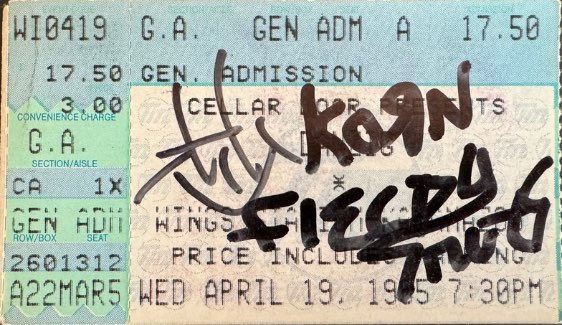 WI0419 G.A. GEN ADM A 17.50
17.50 GEN. ADMISSION
3.00 CELLAR DOOR PRESENTS
CONVENIENCE CHARGE
KoRn
G.A.
SECTION/AISLE
CA 1X
FIELDY
GEN ADM WINGS
ROW/BOX SEAT
PRICE INCLUDES PARKING
2601312
A22MAR5 WED APRIL 19, 1995 7:30PM